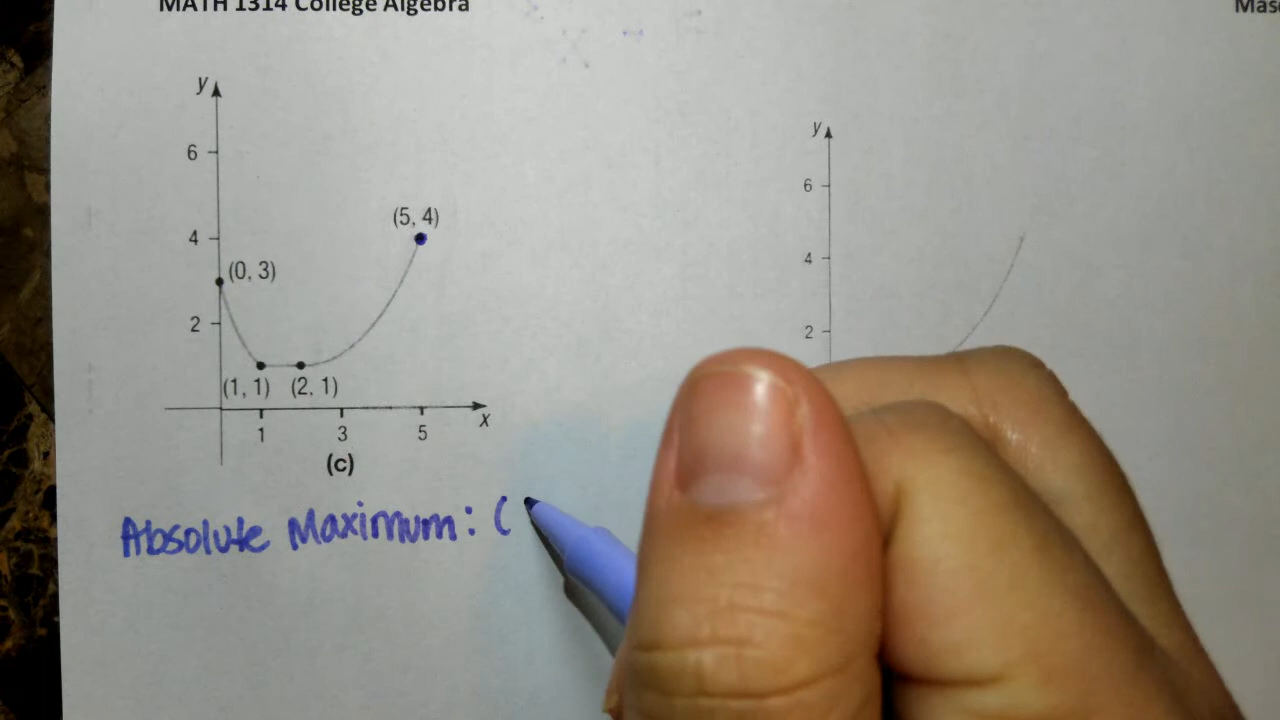 MATH 1314 College Algebra
y
6
4
2
(0, 3)
(5, 4)
(1, 1) (2, 1)
1 3 5 x
(c)
Absolute Maximum: (
y
6
4
2